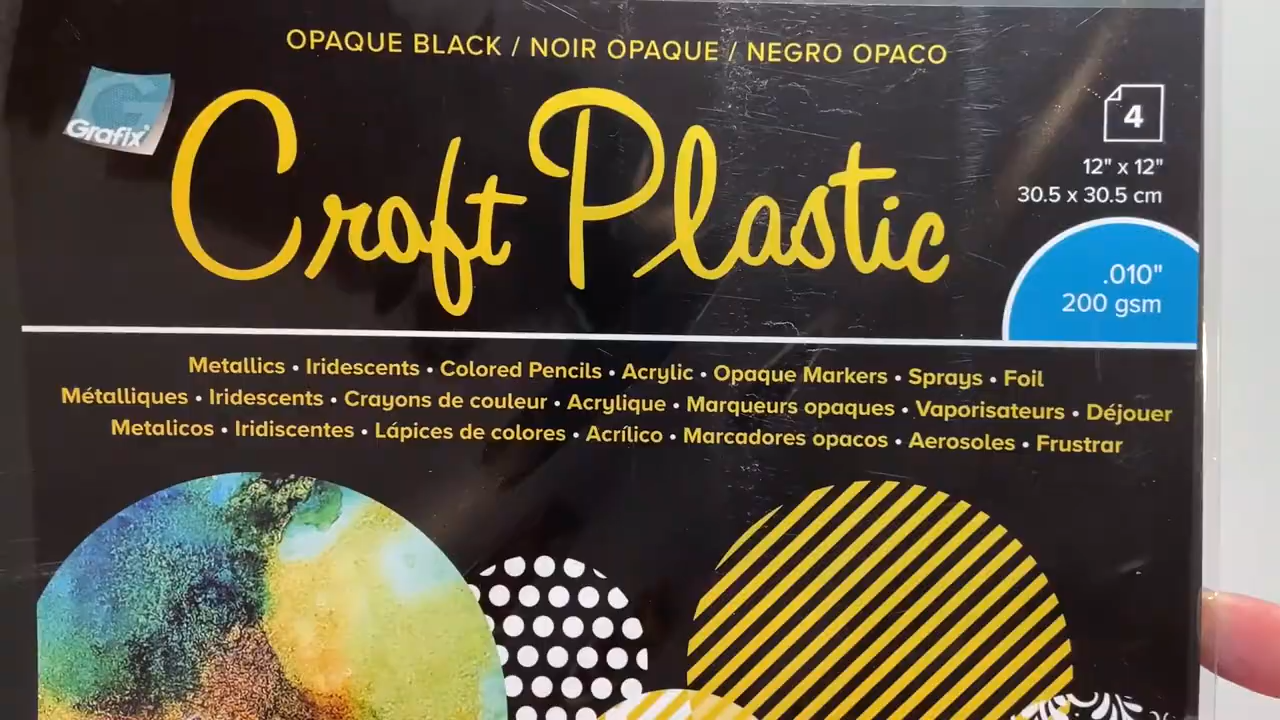 OPAQUE BLACK / NOIR OPAQUE / NEGRO OPACO
Grafix®
Craft Plastic
4
12" x 12"
30.5 x 30.5 cm
.010"
200 gsm
Metallics • Iridescents • Colored Pencils • Acrylic • Opaque Markers • Sprays • Foil
Métalliques • Iridescents • Crayons de couleur • Acrylique • Marqueurs opaques • Vaporisateurs • Déjouer
Metalicos • Iridiscentes • Lápices de colores • Acrílico • Marcadores opacos • Aerosoles • Frustrar